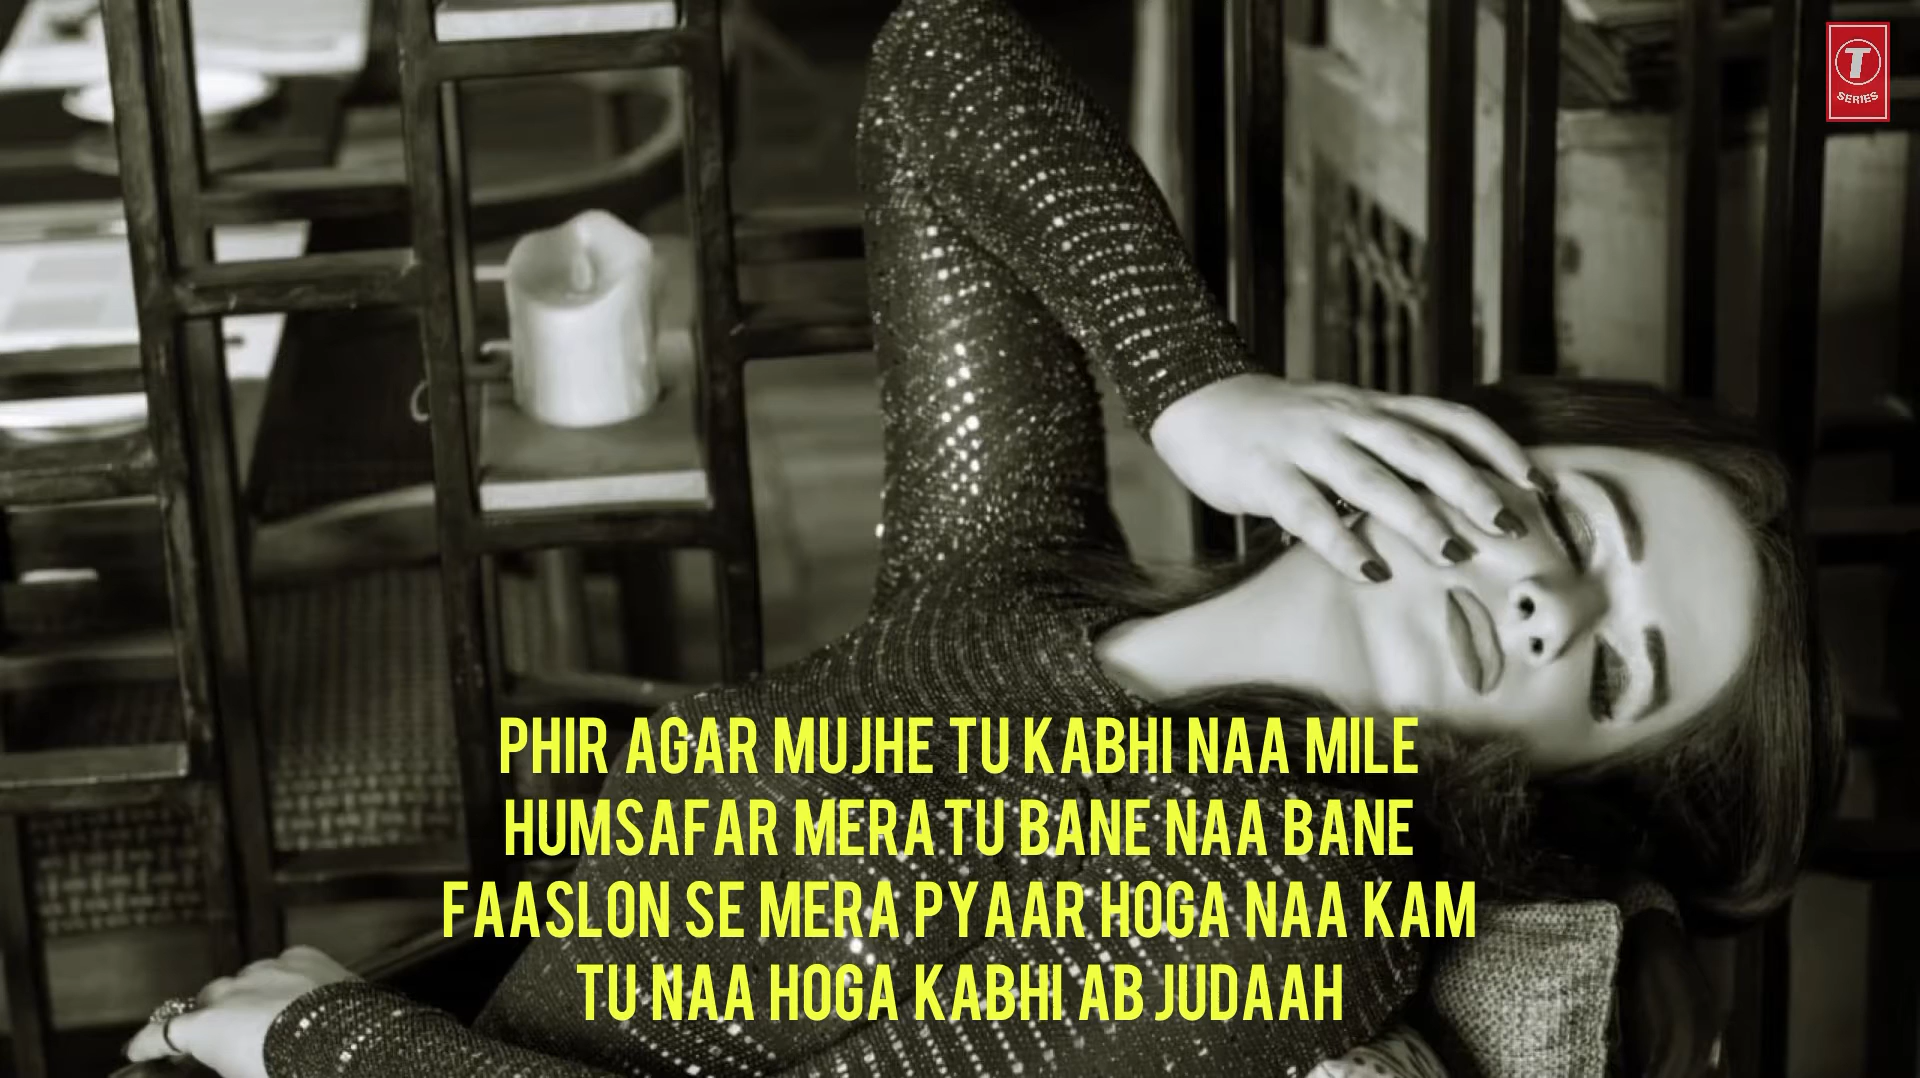 T
SERIES
PHIR AGAR MUJHE TU KABHI NAA MILE
HUMSAFAR MERA TU BANE NAA BANE
FAASLON SE MERA PYAAR HOGA NAA KAM
TU NAA HOGA KABHI AB JUDAAH